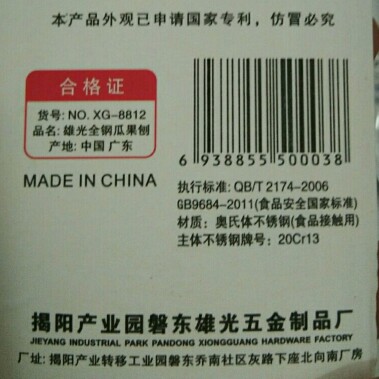 本产品外观已申请国家专利，仿冒必究
合格证
货号: NO. XG-8812
品名: 雄光全钢瓜果刨
产地: 中国 广东
MADE IN CHINA
6 938855 500038
执行标准: QB/T 2174-2006
GB9684-2011(食品安全国家标准)
材质: 奥氏体不锈钢(食品接触用)
主体不锈钢牌号: 20Cr13
揭阳产业园磐东雄光五金制品厂
JIEYANG INDUSTRIAL PARK PANDONG XIONGGUANG HARDWARE FACTORY
厂址: 揭阳产业转移工业园磐东乔南社区灰路下座北向南厂房